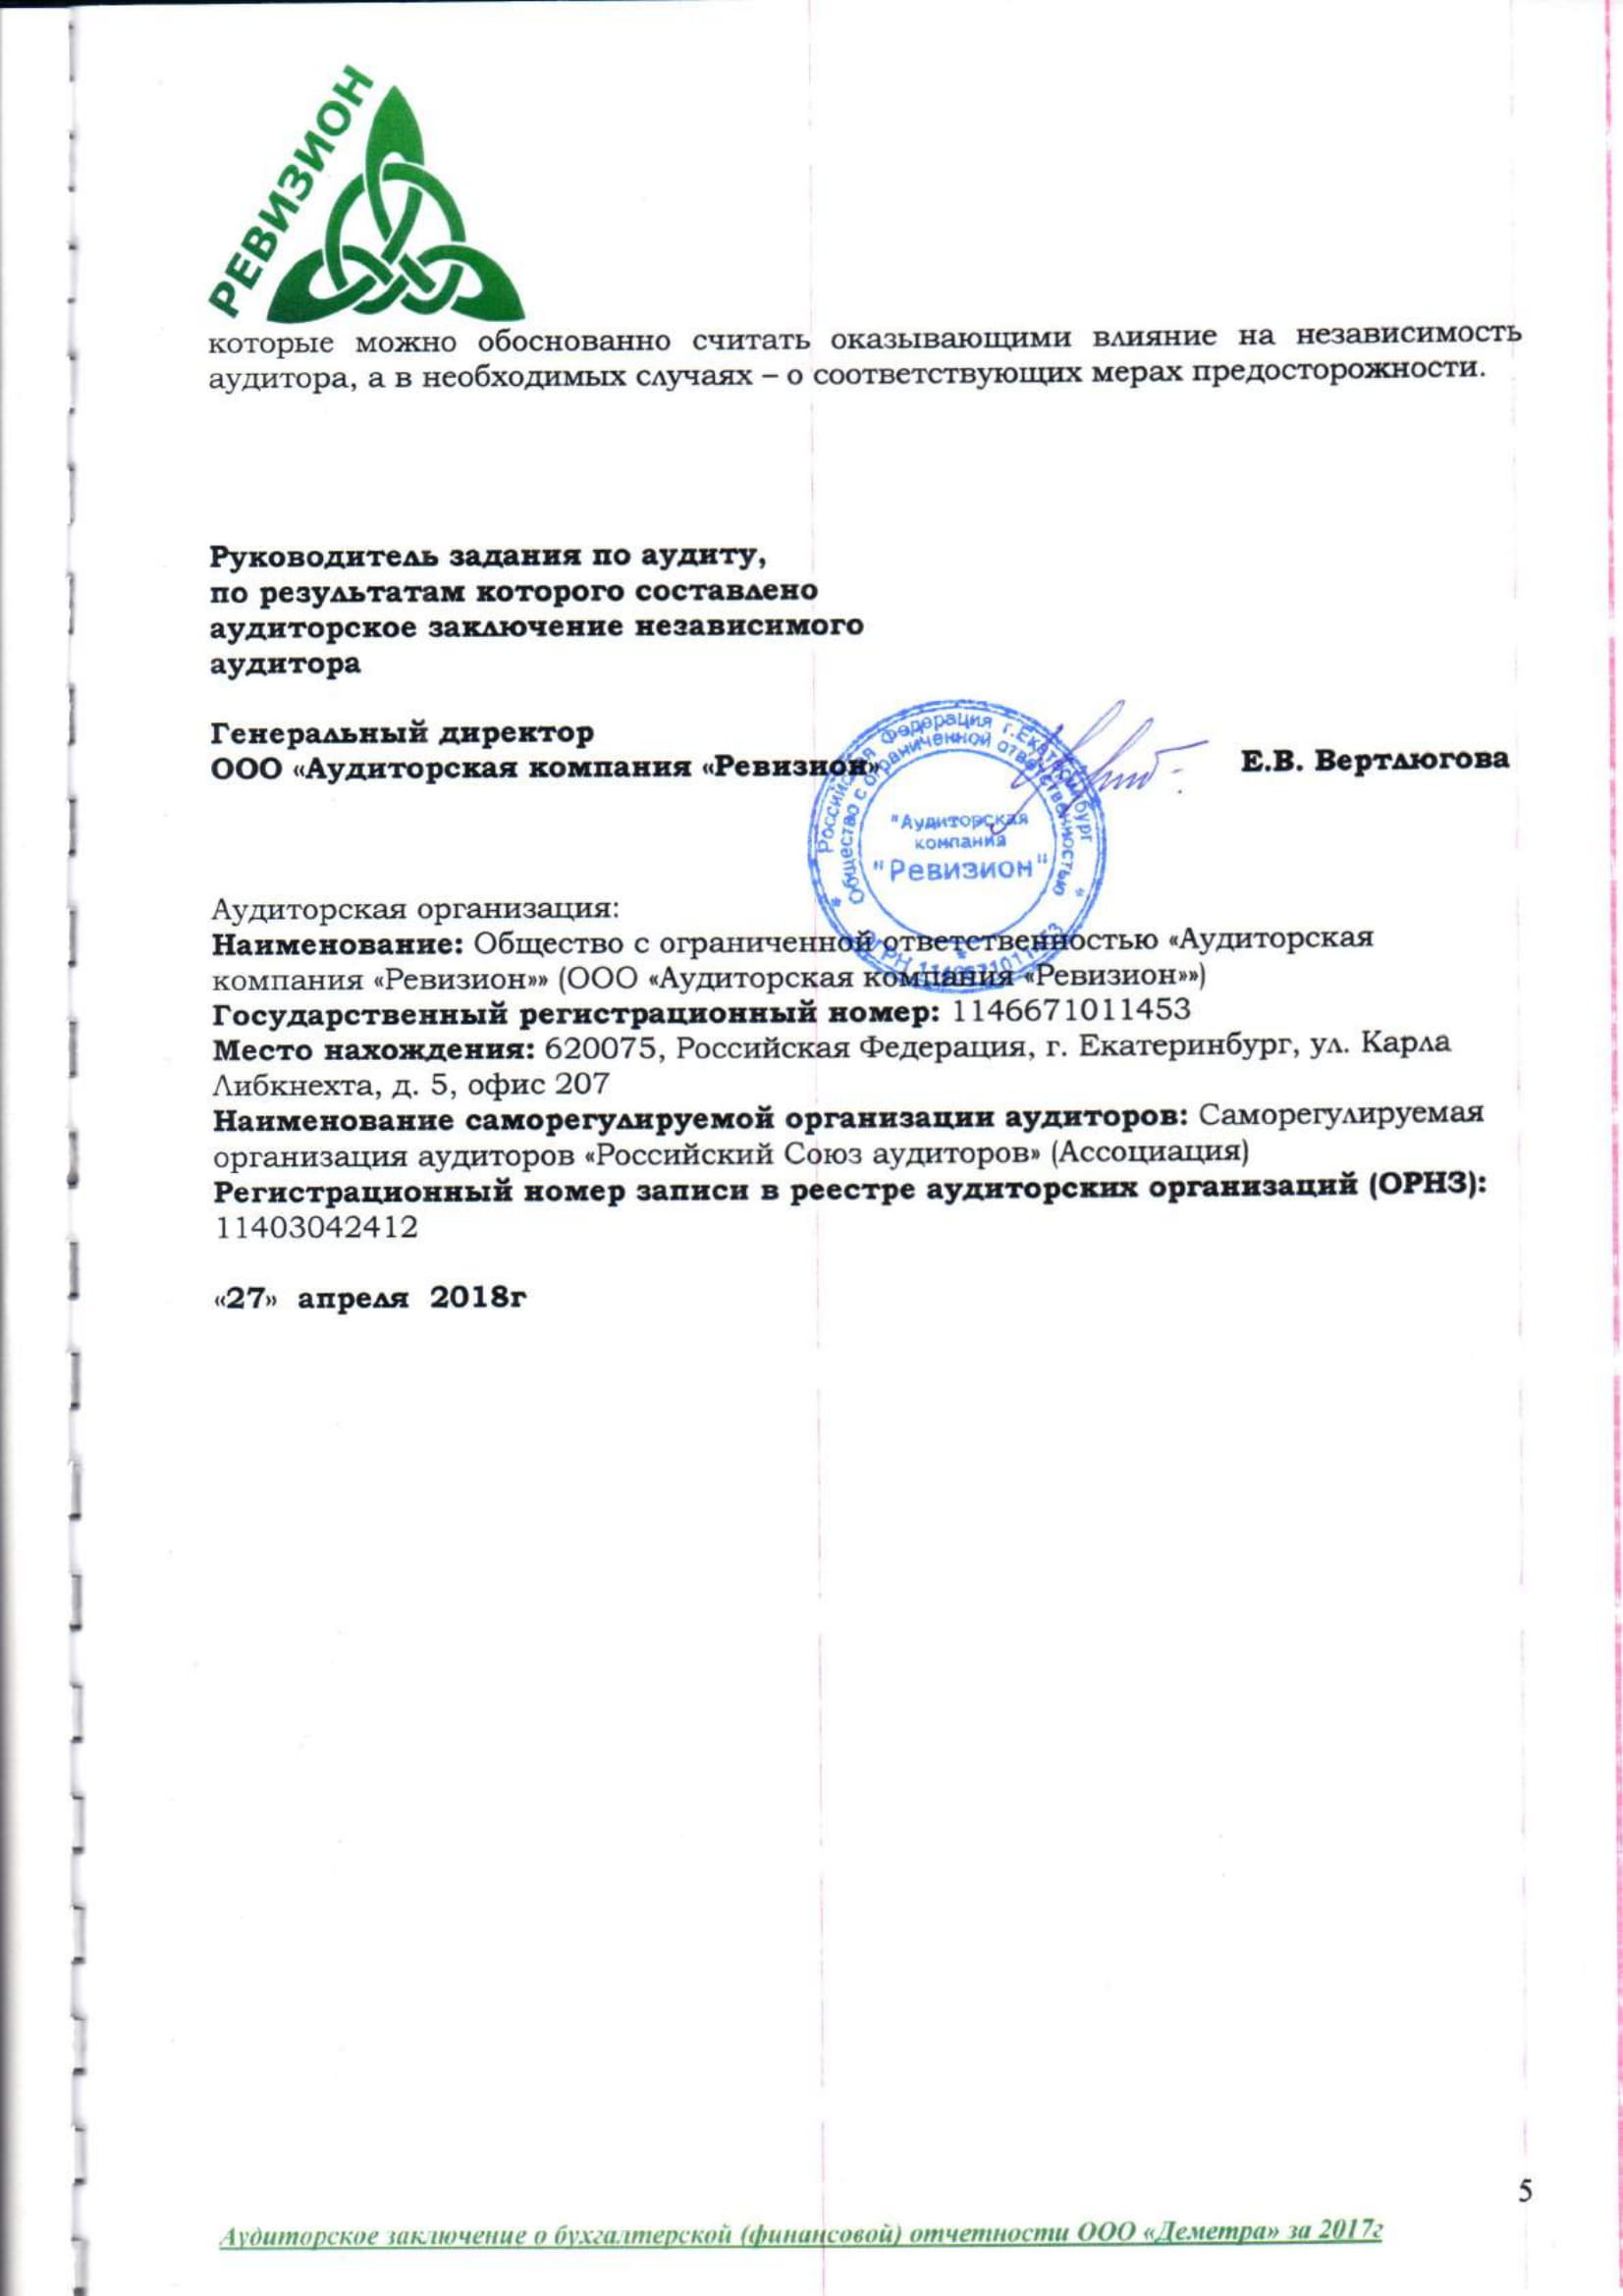 РЕВИЗИОН
которые можно обоснованно считать оказывающими влияние на независимость
аудитора, а в необходимых случаях – о соответствующих мерах предосторожности.
Руководитель задания по аудиту,
по результатам которого составлено
аудиторское заключение независимого
аудитора
Генеральный директор
ООО «Аудиторская компания «Ревизион»
Е.В. Вертлюгова
Российская Федерация г.Екатеринбург
Общество с ограниченной ответственностью
"Аудиторская
компания
"Ревизион"
ОГРН 1146671011453
Аудиторская организация:
Наименование: Общество с ограниченной ответственностью «Аудиторская
компания «Ревизион»» (ООО «Аудиторская компания «Ревизион»»)
Государственный регистрационный номер: 1146671011453
Место нахождения: 620075, Российская Федерация, г. Екатеринбург, ул. Карла
Либкнехта, д. 5, офис 207
Наименование саморегулируемой организации аудиторов: Саморегулируемая
организация аудиторов «Российский Союз аудиторов» (Ассоциация)
Регистрационный номер записи в реестре аудиторских организаций (ОРНЗ):
11403042412
«27» апреля 2018г
5
Аудиторское заключение о бухгалтерской (финансовой) отчетности ООО «Деметра» за 2017г